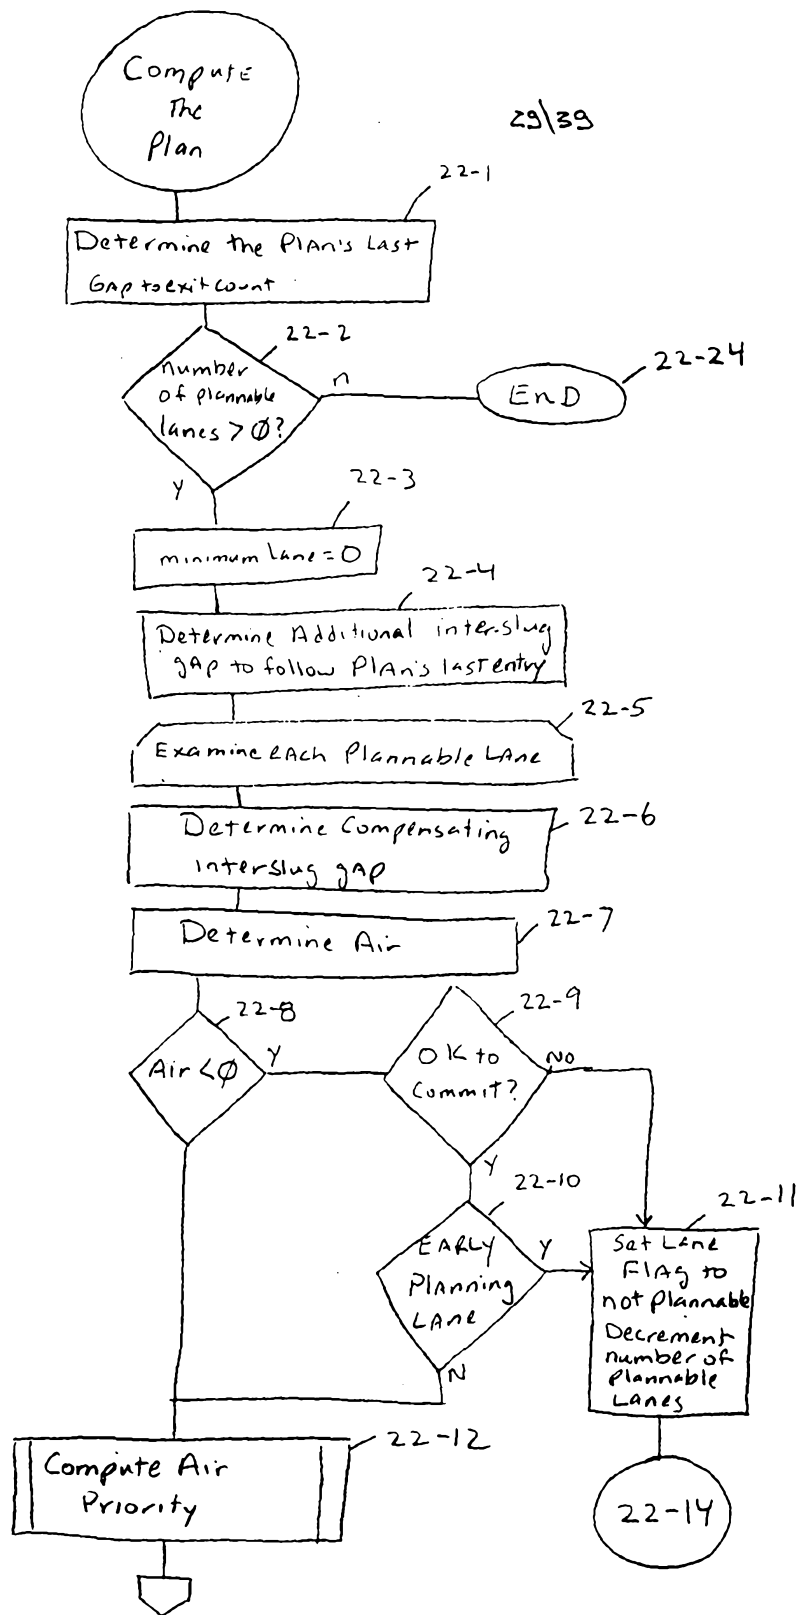 Compute
The
Plan
29\39
22-1
Determine the Plan's Last
GAP to exit count
22-2
number
of plannable
lanes > Ø?
n
EnD
22-24
Y
22-3
minimum Lane = 0
22-4
Determine Additional interslug
gAp to follow PlAn's last entry
22-5
Examine eAch Plannable LAne
22-6
Determine Compensating
interslug gAp
22-7
Determine Air
22-8
Air < Ø
Y
22-9
OK to
Commit?
No
Y
22-10
EARLY
Planning
LAne
Y
N
22-11
Set Lane
Flag to
not plannable
Decrement
number of
plannable
Lanes
22-12
Compute Air
Priority
22-14